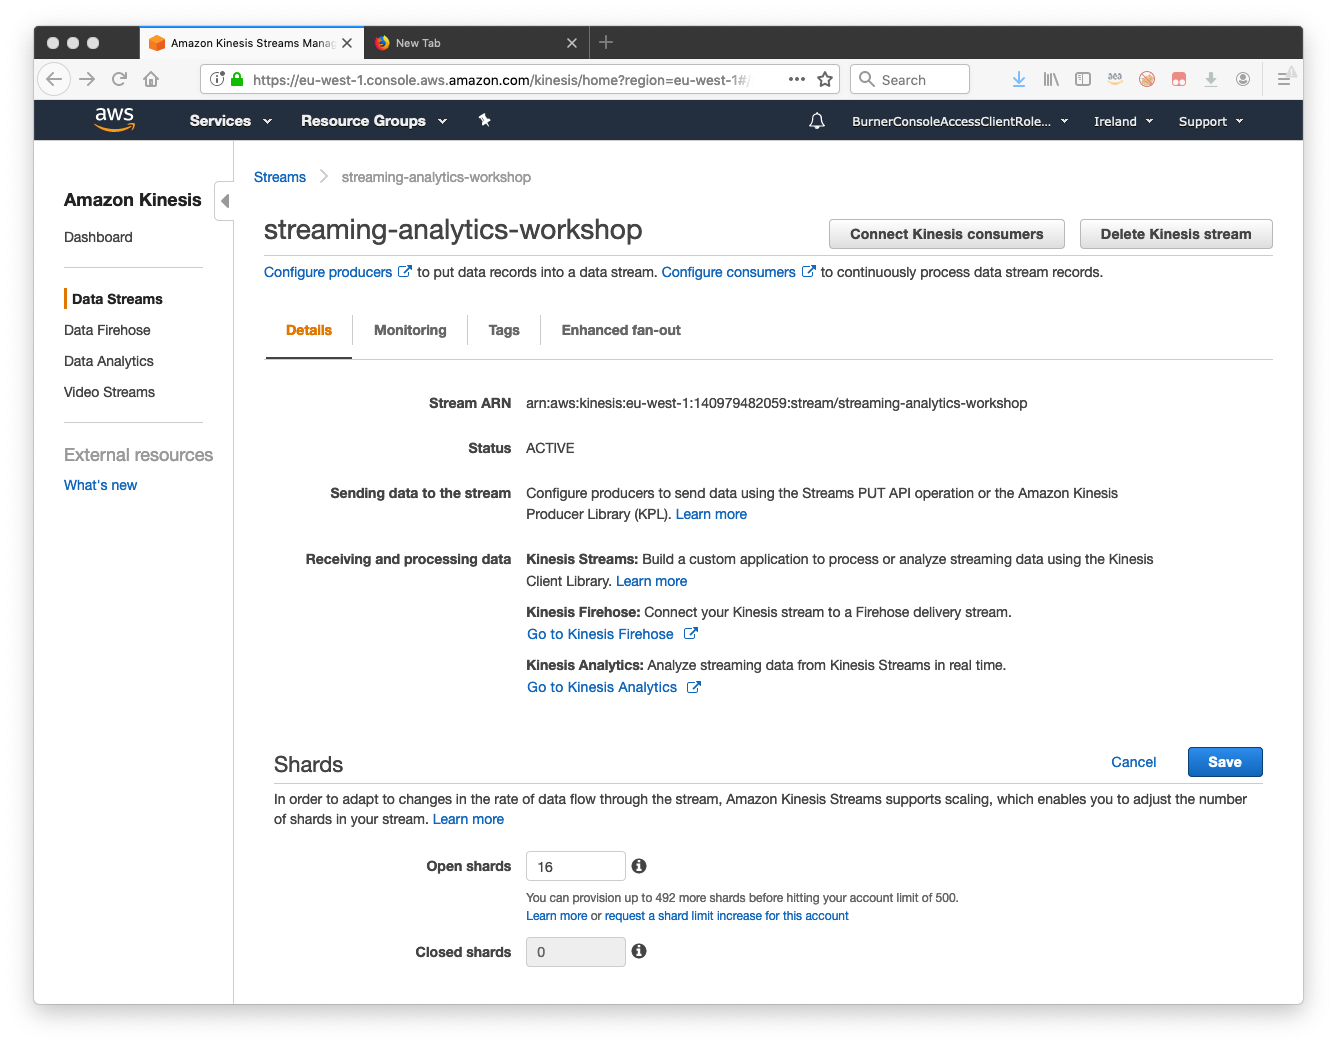 Amazon Kinesis Streams Manag
New Tab
https://eu-west-1.console.aws.amazon.com/kinesis/home?region=eu-west-1#/
Search
aws
Services
Resource Groups
BurnerConsoleAccessClientRole...
Ireland
Support
Amazon Kinesis
Dashboard
Data Streams
Data Firehose
Data Analytics
Video Streams
External resources
What's new
Streams
streaming-analytics-workshop
streaming-analytics-workshop
Connect Kinesis consumers
Delete Kinesis stream
Configure producers to put data records into a data stream. Configure consumers to continuously process data stream records.
Details
Monitoring
Tags
Enhanced fan-out
Stream ARN arn:aws:kinesis:eu-west-1:140979482059:stream/streaming-analytics-workshop
Status ACTIVE
Sending data to the stream Configure producers to send data using the Streams PUT API operation or the Amazon Kinesis
Producer Library (KPL). Learn more
Receiving and processing data Kinesis Streams: Build a custom application to process or analyze streaming data using the Kinesis
Client Library. Learn more
Kinesis Firehose: Connect your Kinesis stream to a Firehose delivery stream.
Go to Kinesis Firehose
Kinesis Analytics: Analyze streaming data from Kinesis Streams in real time.
Go to Kinesis Analytics
Shards
Cancel
Save
In order to adapt to changes in the rate of data flow through the stream, Amazon Kinesis Streams supports scaling, which enables you to adjust the number
of shards in your stream. Learn more
Open shards 16
You can provision up to 492 more shards before hitting your account limit of 500.
Learn more or request a shard limit increase for this account
Closed shards 0